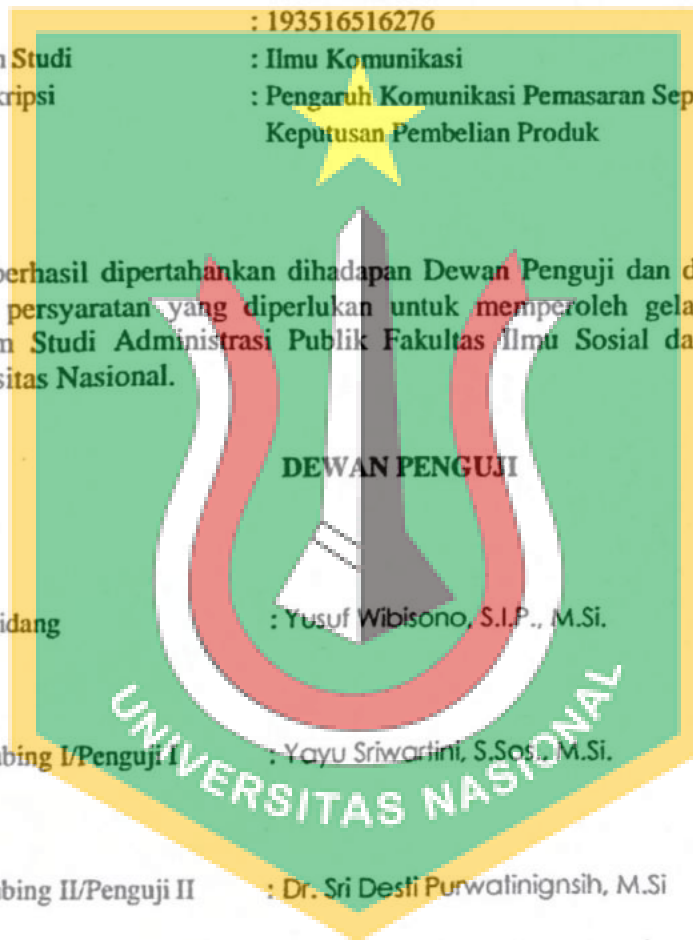 : 193516516276
n Studi : Ilmu Komunikasi
kripsi : Pengaruh Komunikasi Pemasaran Sep
Keputusan Pembelian Produk
berhasil dipertahankan dihadapan Dewan Penguji dan d
persyaratan yang diperlukan untuk memperoleh gela
m Studi Administrasi Publik Fakultas Ilmu Sosial da
sitas Nasional.
DEWAN PENGUJI
idang : Yusuf Wibisono, S.I.P., M.Si.
bing I/Penguji I : Yayu Sriwartini, S.Sos., M.Si.
UNIVERSITAS NASIONAL
bing II/Penguji II : Dr. Sri Desti Purwatinignsih, M.Si